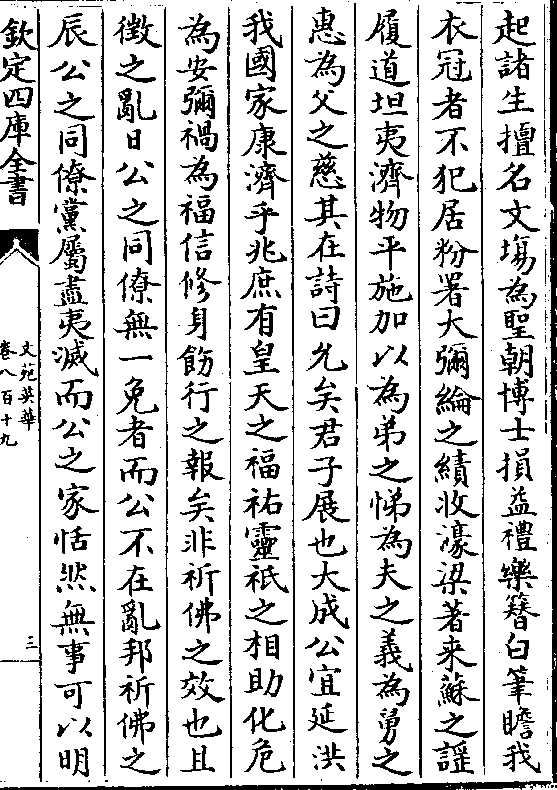 起諸生擅名文塲為聖朝博士損益禮樂簮白筆瞻我
衣冠者不犯居粉署大彌綸之績收濠梁著来蘇之謡
履道坦夷濟物平施加以為弟之悌為夫之義為舅之
惠為父之慈其在詩曰允矣君子展也大成公宜延洪
我國家康濟乎兆庶有皇天之福祐靈祇之相助化危
為安彌禍為福信修身飭行之報矣非祈佛之效也且
徴之亂日公之同僚無一免者而公不在亂邦祈佛之
辰公之同僚黨屬盡夷滅而公之家恬然無事可以明
欽定四庫全書
文苑英華
卷八百十九
三